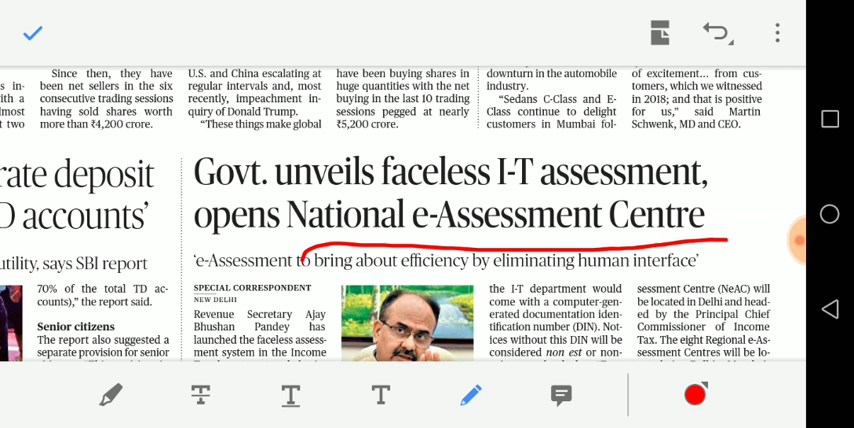 Since then, they have
been net sellers in the six
consecutive trading sessions
having sold shares worth
more than ₹4,200 crore.
U.S. and China escalating at
regular intervals and, most
recently, impeachment in-
quiry of Donald Trump.
“These things make global
have been buying shares in
huge quantities with the net
buying in the last 10 trading
sessions pegged at nearly
₹5,200 crore.
downturn in the automobile
industry.
“Sedans C-Class and E-
Class continue to delight
customers in Mumbai fol-
of excitement... from cus-
tomers, which we witnessed
in 2018; and that is positive
for us,” said Martin
Schwenk, MD and CEO.
rate deposit
D accounts’
utility, says SBI report
70% of the total TD ac-
counts),” the report said.
Senior citizens
The report also suggested a
separate provision for senior
Govt. unveils faceless I-T assessment,
opens National e-Assessment Centre
‘e-Assessment to bring about efficiency by eliminating human interface’
SPECIAL CORRESPONDENT
NEW DELHI
Revenue Secretary Ajay
Bhushan Pandey has
launched the faceless assess-
ment system in the Income
the I-T department would
come with a computer-gen-
erated documentation iden-
tification number (DIN). Not-
ices without this DIN will be
considered non est or non-
sessment Centre (NeAC) will
be located in Delhi and head-
ed by the Principal Chief
Commissioner of Income
Tax. The eight Regional e-As-
sessment Centres will be lo-